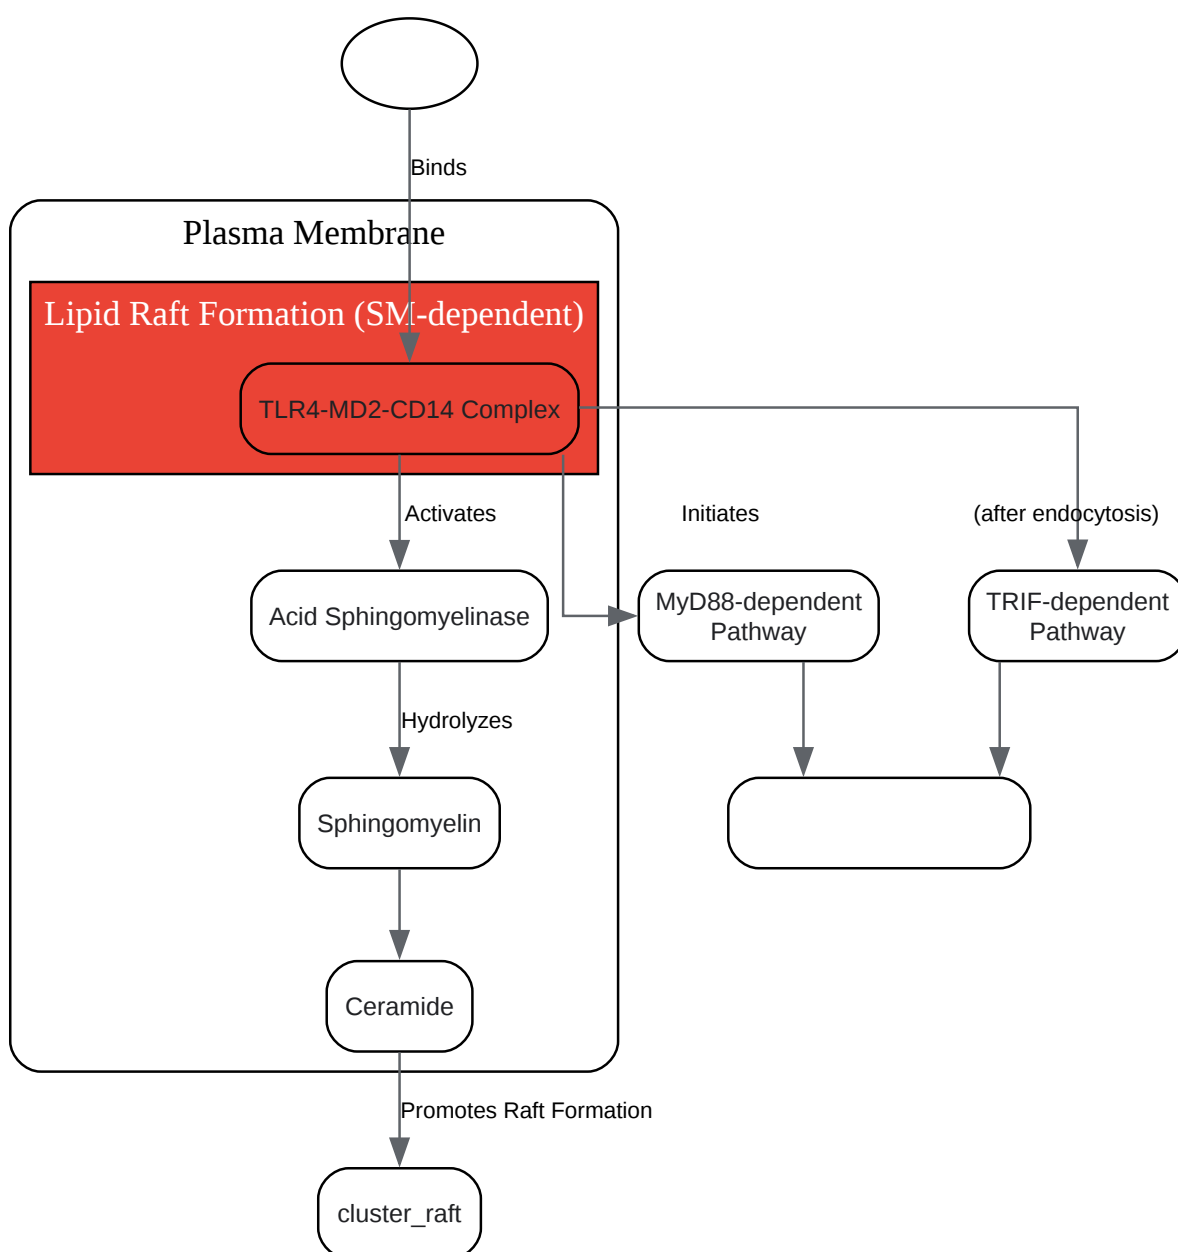 Binds
Plasma Membrane
Lipid Raft Formation (SM-dependent)
TLR4-MD2-CD14 Complex
Activates
Initiates
(after endocytosis)
Acid Sphingomyelinase
MyD88-dependent
Pathway
TRIF-dependent
Pathway
Hydrolyzes
Sphingomyelin
Ceramide
Promotes Raft Formation
cluster_raft